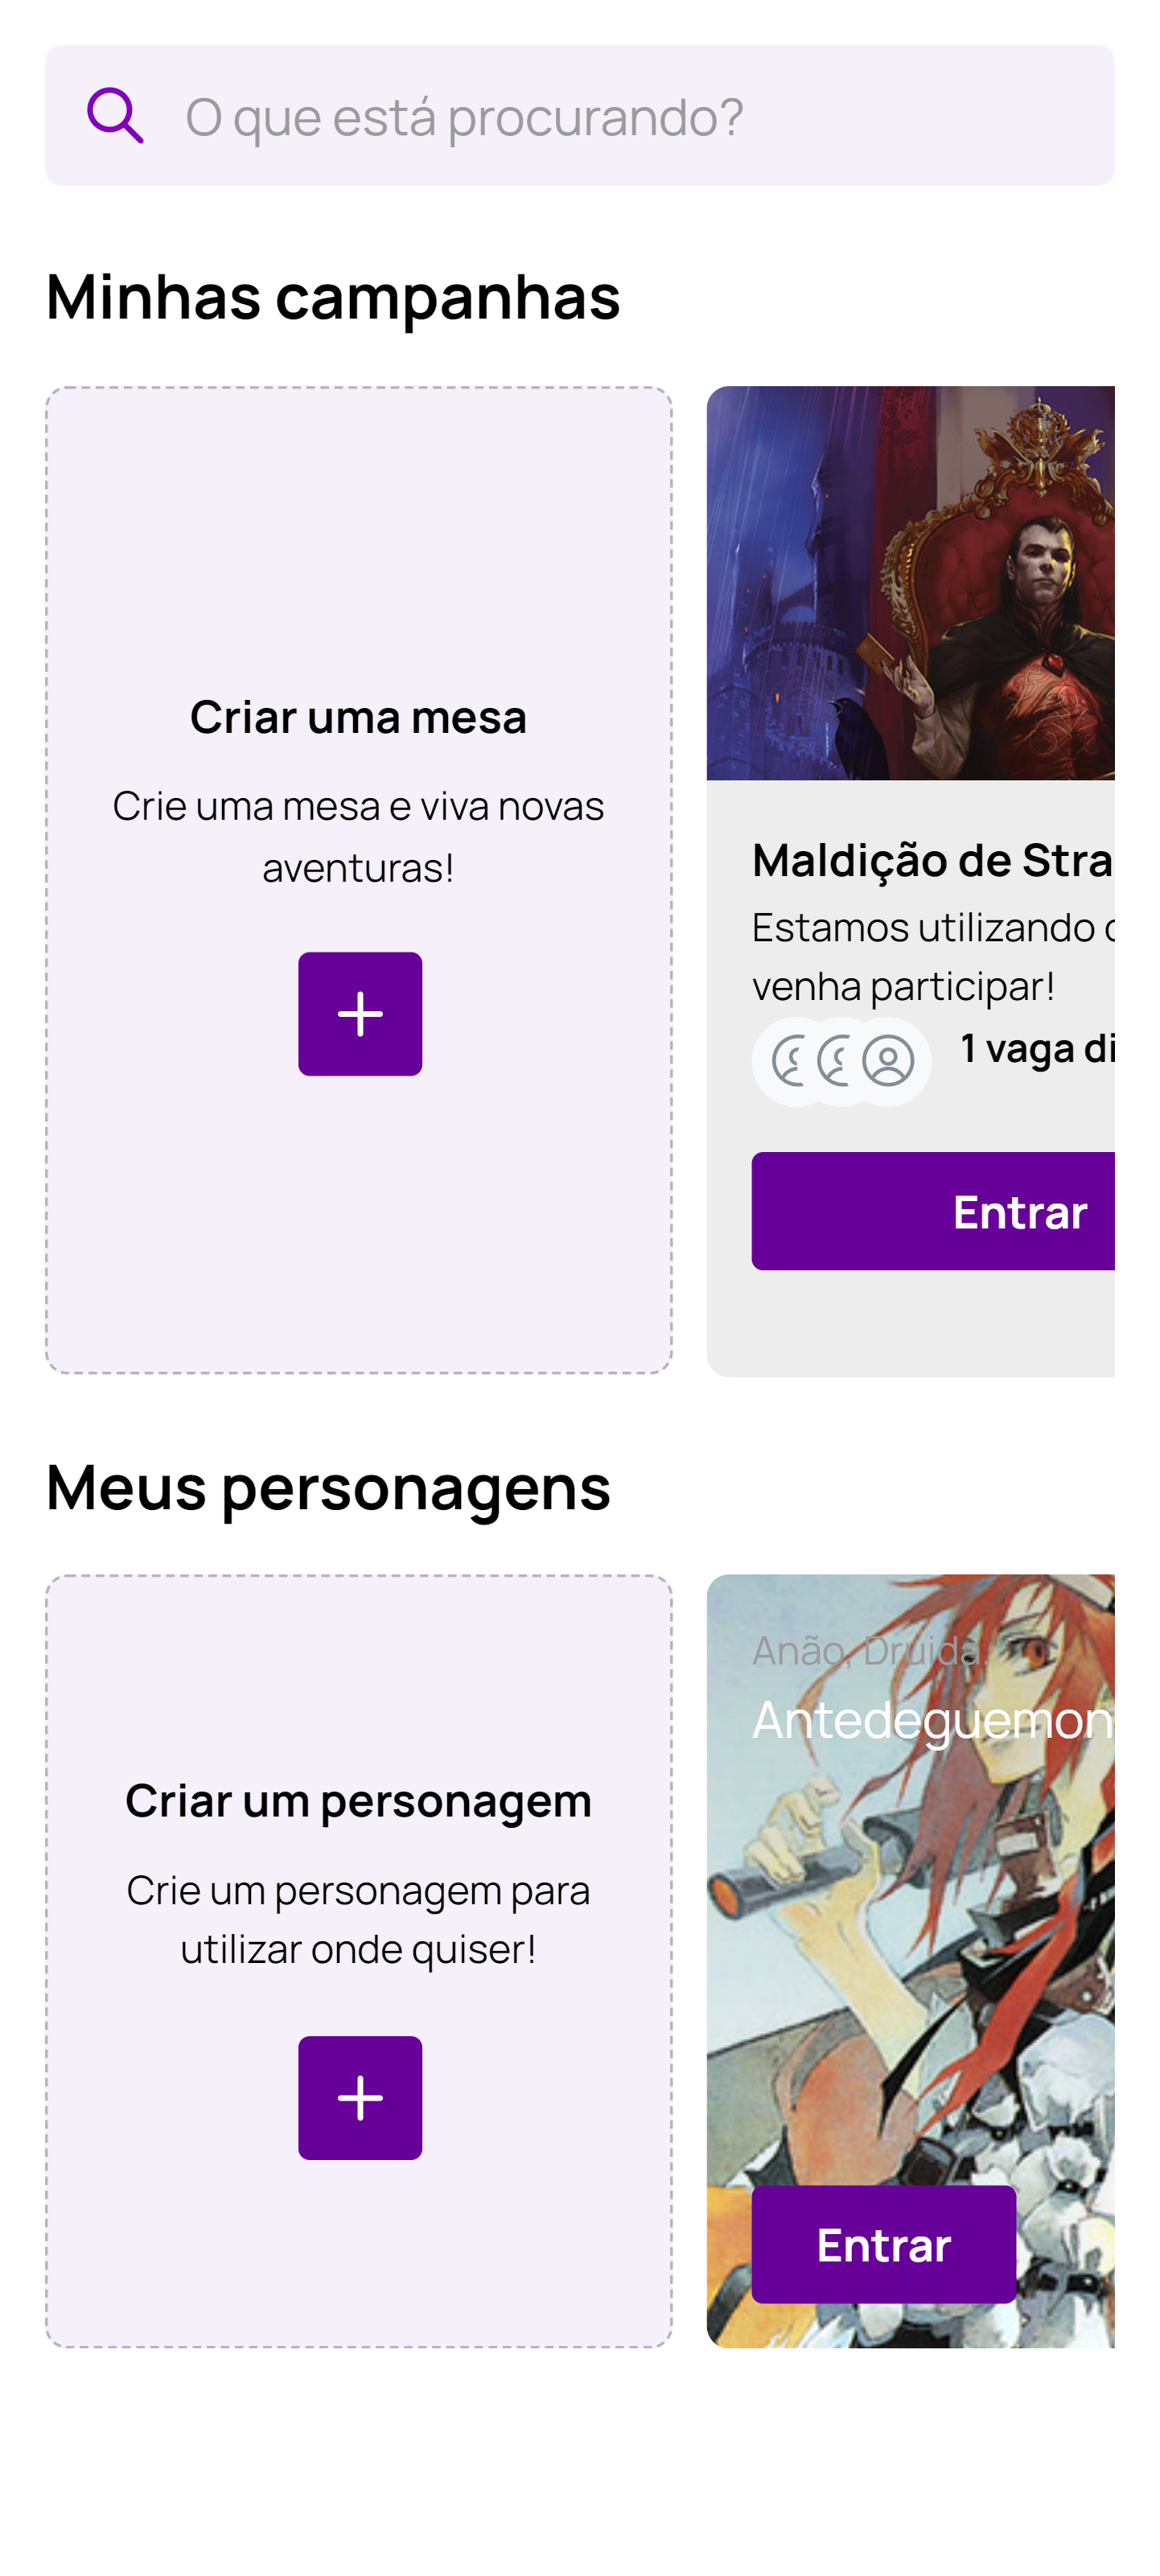 O que está procurando?
Minhas campanhas
Criar uma mesa
Crie uma mesa e viva novas
aventuras!
Maldição de Stra
Estamos utilizando
venha participar!
1 vaga di
Entrar
Meus personagens
Criar um personagem
Crie um personagem para
utilizar onde quiser!
Anão, Druida.
Antedeguemon
Entrar